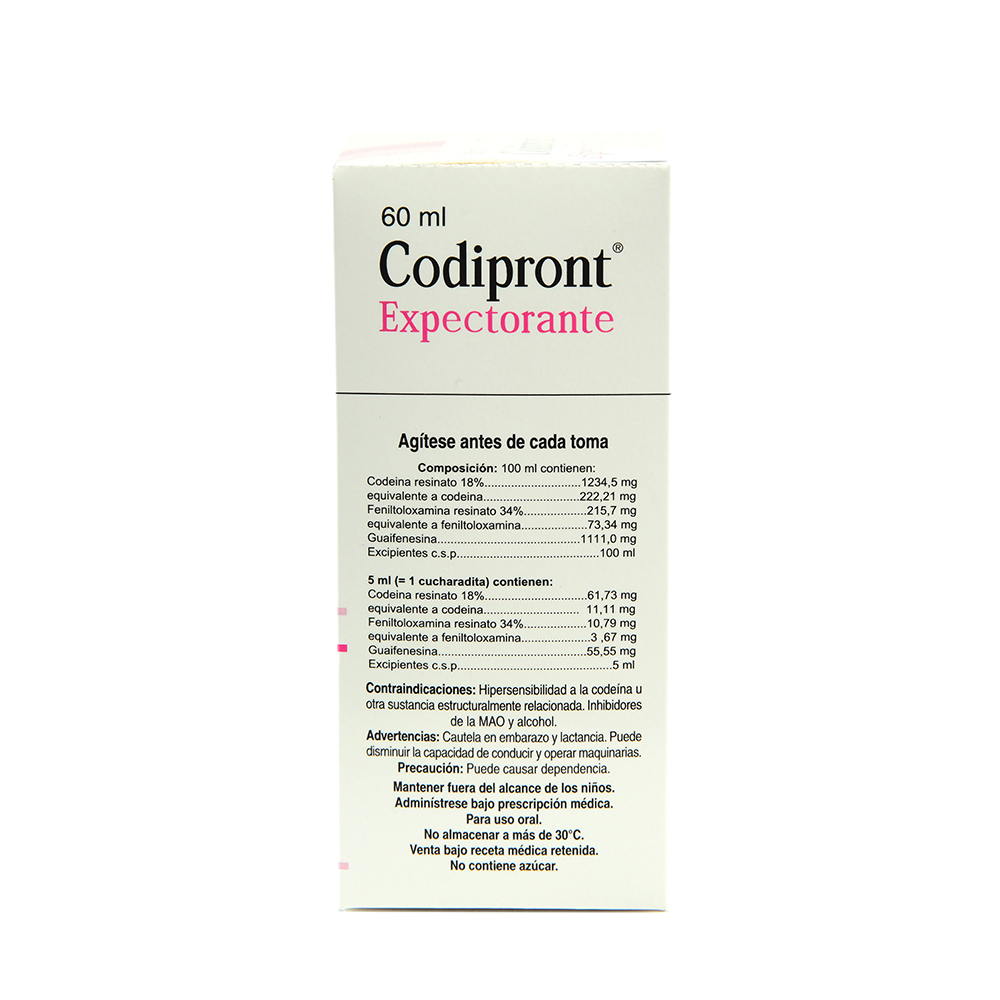 60 ml
Codipront®
Expectorante
Agítese antes de cada toma
Composición: 100 ml contienen:
Codeina resinato 18%..............................1234,5 mg
equivalente a codeina..............................222,21 mg
Feniltoloxamina resinato 34%...................215,7 mg
equivalente a feniltoloxamina....................73,34 mg
Guaifenesina............................................1111,0 mg
Excipientes c.s.p............................................100 ml
5 ml (= 1 cucharadita) contienen:
Codeina resinato 18%................................61,73 mg
equivalente a codeina............................. 11,11 mg
Feniltoloxamina resinato 34%...................10,79 mg
equivalente a feniltoloxamina.....................3 ,67 mg
Guaifenesina..............................................55,55 mg
Excipientes c.s.p................................................5 ml
Contraindicaciones: Hipersensibilidad a la codeína u
otra sustancia estructuralmente relacionada. Inhibidores
de la MAO y alcohol.
Advertencias: Cautela en embarazo y lactancia. Puede
disminuir la capacidad de conducir y operar maquinarias.
Precaución: Puede causar dependencia.
Mantener fuera del alcance de los niños.
Adminístrese bajo prescripción médica.
Para uso oral.
No almacenar a más de 30°C.
Venta bajo receta médica retenida.
No contiene azúcar.